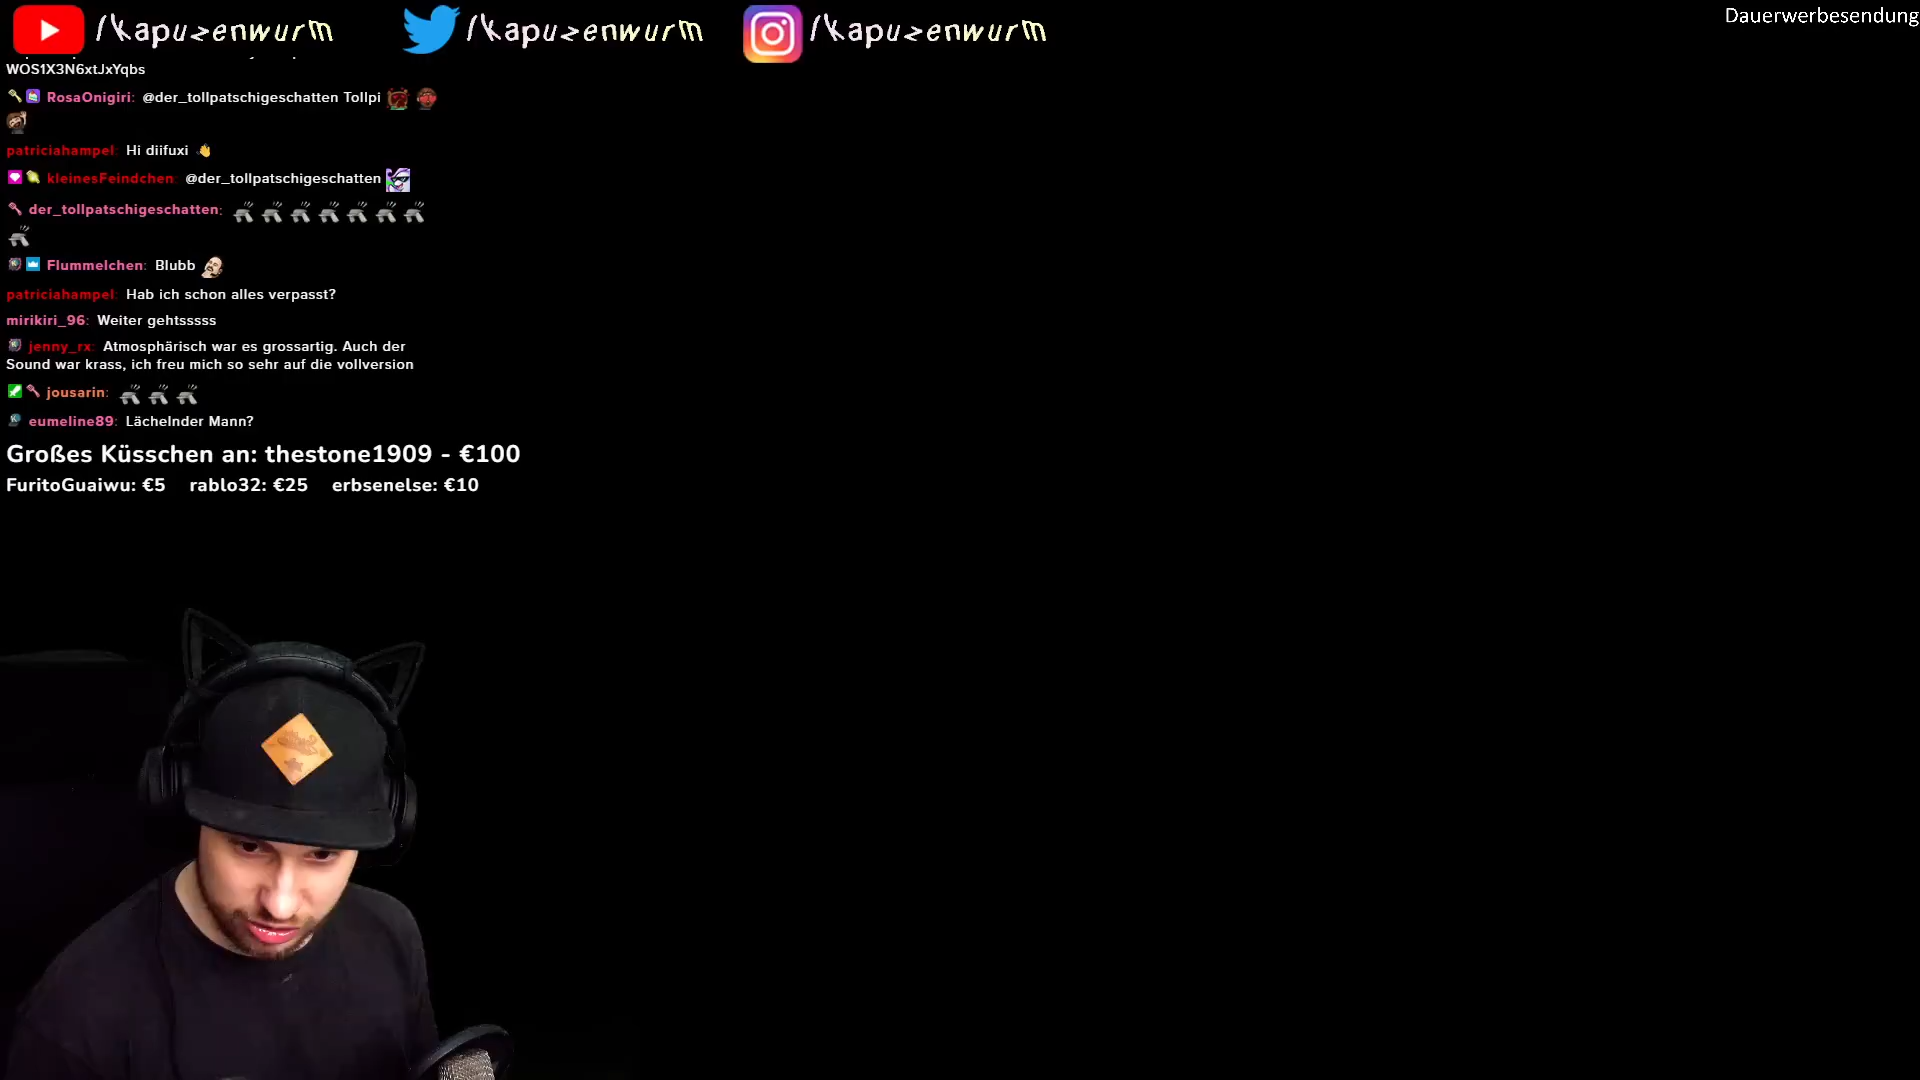 /kapuzenwurm /kapuzenwurm /kapuzenwurm
Dauerwerbesendung
WOS1X3N6xtJxYqbs
RosaOnigiri: @der_tollpatschigeschatten Tollpi
patriciahampel: Hi diifuxi
kleinesFeindchen: @der_tollpatschigeschatten
der_tollpatschigeschatten:
Flummelchen: Blubb
patriciahampel: Hab ich schon alles verpasst?
mirikiri_96: Weiter gehtsssss
jenny_rx: Atmosphärisch war es grossartig. Auch der
Sound war krass, ich freu mich so sehr auf die vollversion
jousarin:
eumeline89: Lächelnder Mann?
Großes Küsschen an: thestone1909 - €100
FuritoGuaiwu: €5 rablo32: €25 erbsenelse: €10